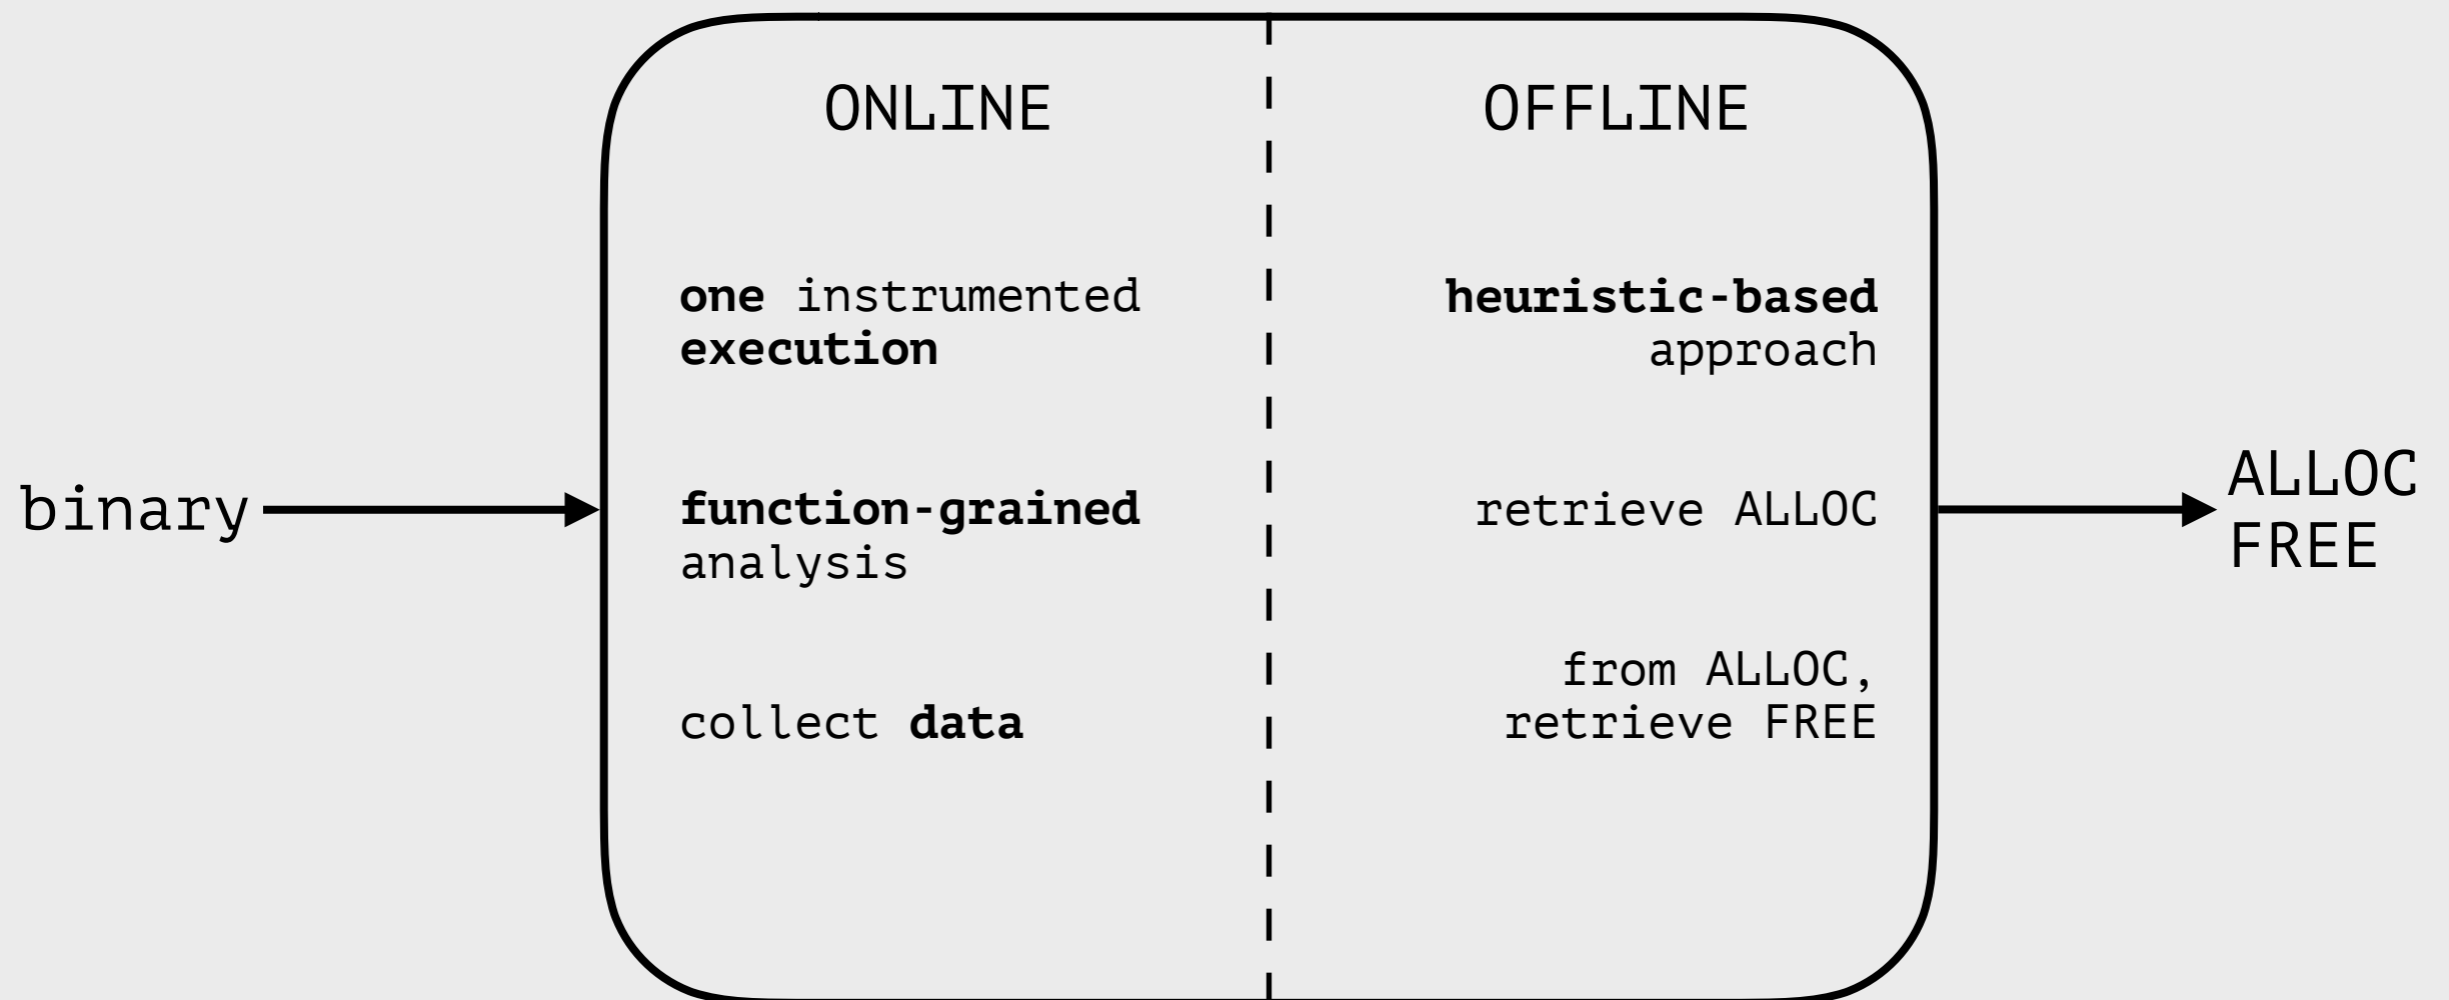 binary
ONLINE
one instrumented
execution
function-grained
analysis
collect data
OFFLINE
heuristic-based
approach
retrieve ALLOC
from ALLOC,
retrieve FREE
ALLOC
FREE